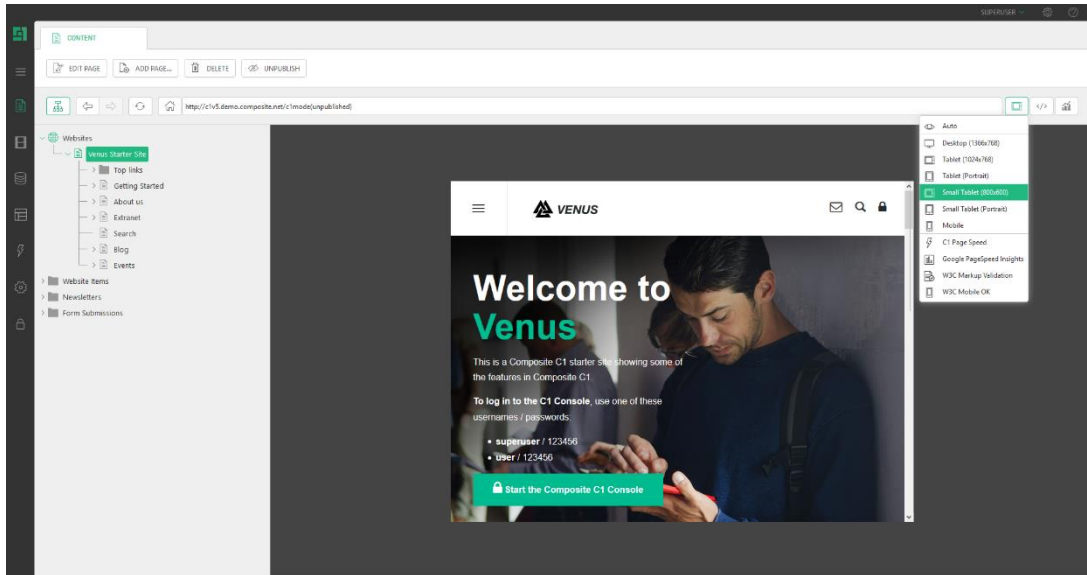 SUPERUSER
CONTENT
EDIT PAGE ADD PAGE... DELETE UNPUBLISH
http://c1v5.demo.composite.net/c1mode(unpublished)
Websites
Venus Starter Site
Top links
Getting Started
About us
Extranet
Search
Blog
Events
Website Items
Newsletters
Form Submissions
VENUS
Welcome to
Venus
This is a Composite C1 starter site showing some of
the features in Composite C1.
To log in to the C1 Console, use one of these
usernames / passwords:
superuser / 123456
user / 123456
Start the Composite C1 Console
Auto
Desktop (1366x768)
Tablet (1024x768)
Tablet (Portrait)
Small Tablet (800x600)
Small Tablet (Portrait)
Mobile
C1 Page Speed
Google PageSpeed Insights
W3C Markup Validation
W3C Mobile OK